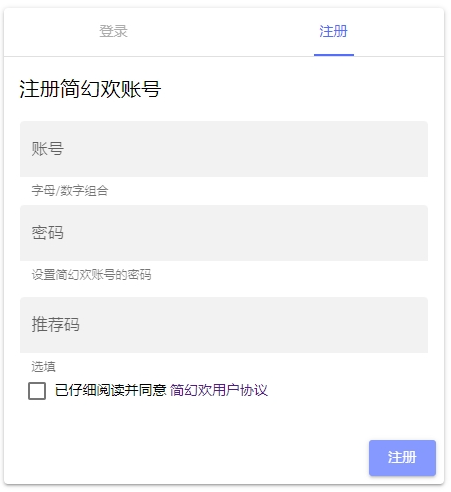 登录 注册
注册简幻欢账号
账号
字母/数字组合
密码
设置简幻欢账号的密码
推荐码
选填
已仔细阅读并同意 简幻欢用户协议
注册